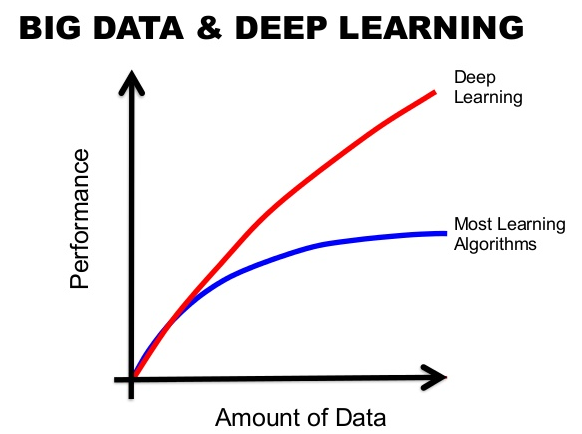 BIG DATA & DEEP LEARNING
Deep
Learning
Performance
Most Learning
Algorithms
Amount of Data